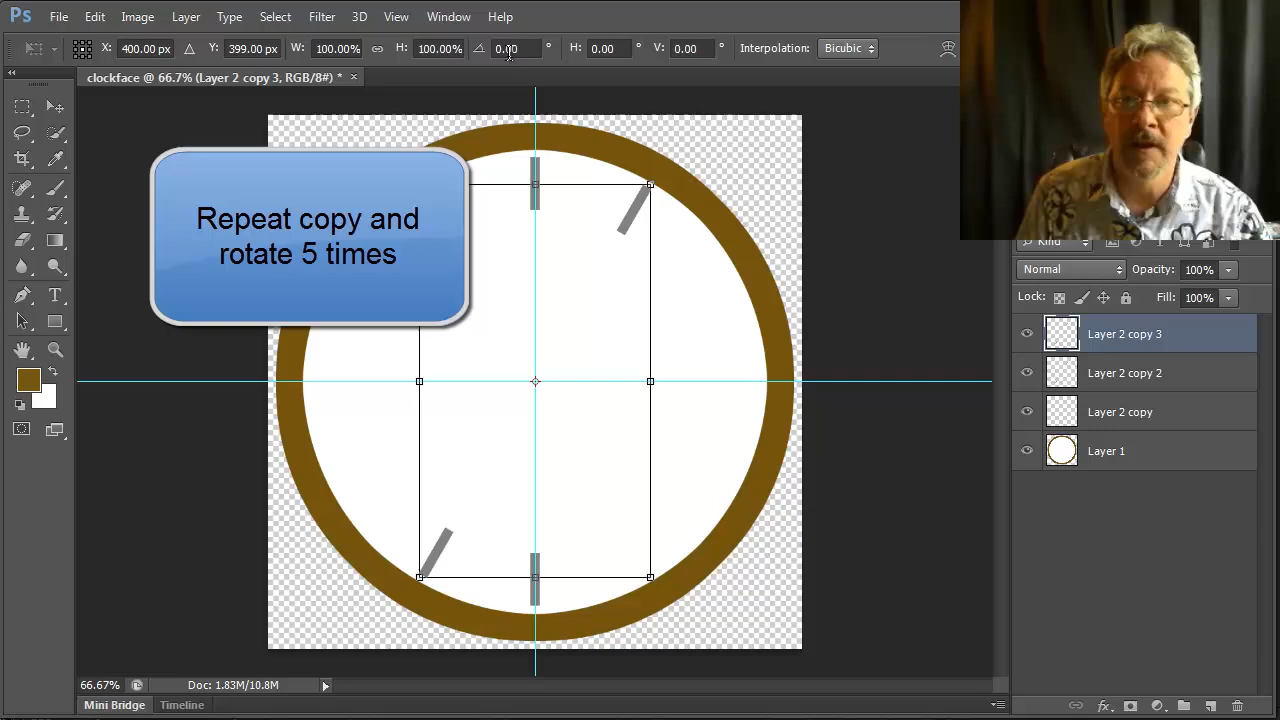 Ps File Edit Image Layer Type Select Filter 3D View Window Help
X: 400.00 px Y: 399.00 px W: 100.00% H: 100.00% 0.00 ° H: 0.00 ° V: 0.00 ° Interpolation: Bicubic
clockface @ 66.7% (Layer 2 copy 3, RGB/8#) * ×
Repeat copy and
rotate 5 times
Kind
Normal Opacity: 100%
Lock: Fill: 100%
Layer 2 copy 3
Layer 2 copy 2
Layer 2 copy
Layer 1
T
66.67% Doc: 1.83M/10.8M
Mini Bridge Timeline
fx